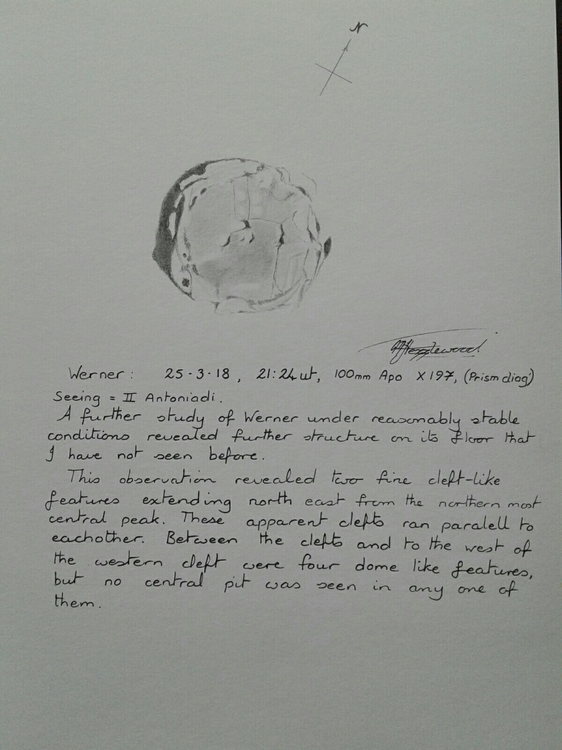 N
Werner: 25-3-18, 21:24ut, 100mm Apo X197, (Prism diag)
Seeing = II Antoniadi.
A further study of Werner under reasonably stable
conditions revealed further structure on its floor that
I have not seen before.
This observation revealed two fine cleft-like
features extending north east from the northern most
central peak. These apparent clefts ran paralell to
eachother. Between the clefts and to the west of
the western cleft were four dome like features,
but no central pit was seen in any one of
them.